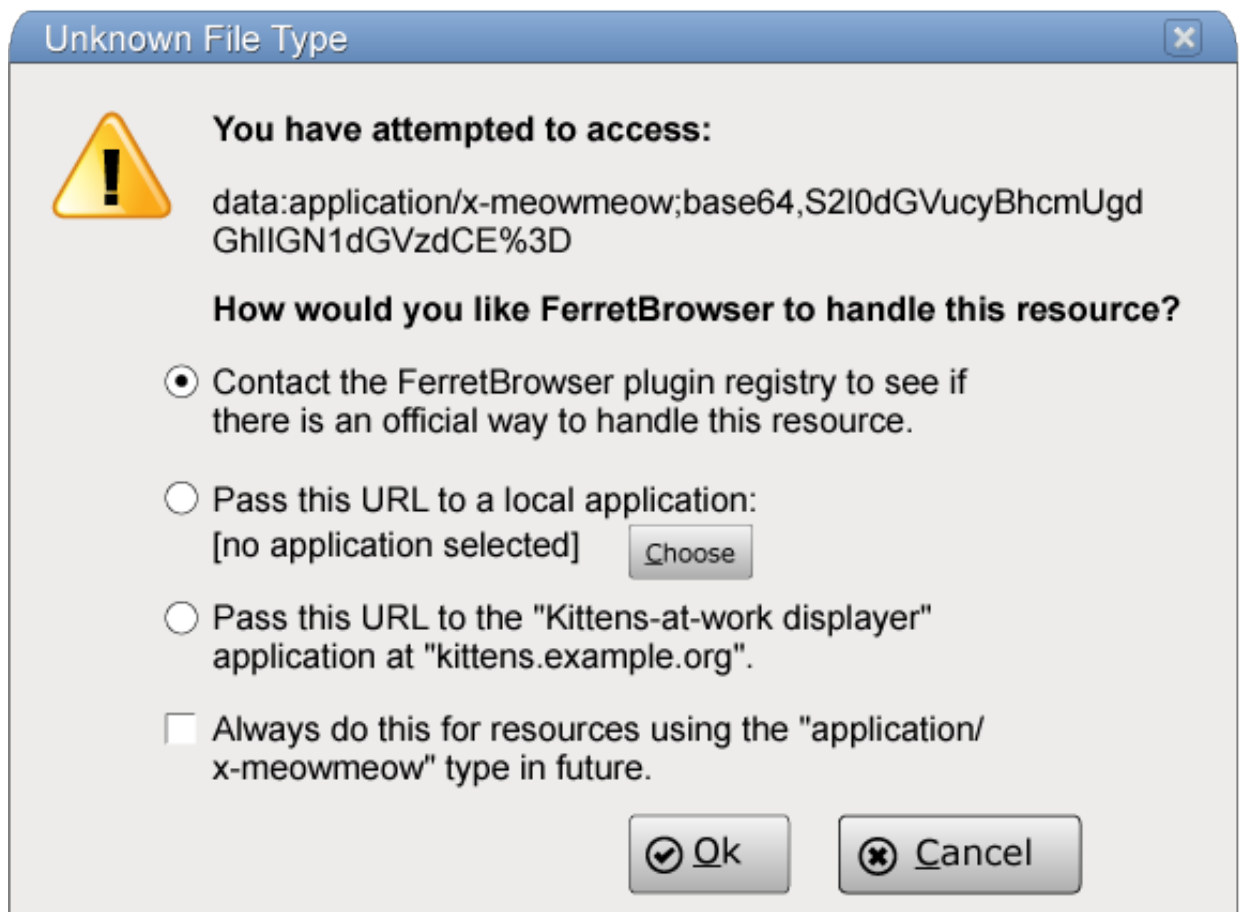 Unknown File Type
You have attempted to access:
data:application/x-meowmeow;base64,S2l0dGVucyBhcmUgd
GhlIGN1dGVzdCE%3D
How would you like FerretBrowser to handle this resource?
Contact the FerretBrowser plugin registry to see if
there is an official way to handle this resource.
Pass this URL to a local application:
[no application selected] Choose
Pass this URL to the "Kittens-at-work displayer"
application at "kittens.example.org".
Always do this for resources using the "application/
x-meowmeow" type in future.
Ok Cancel